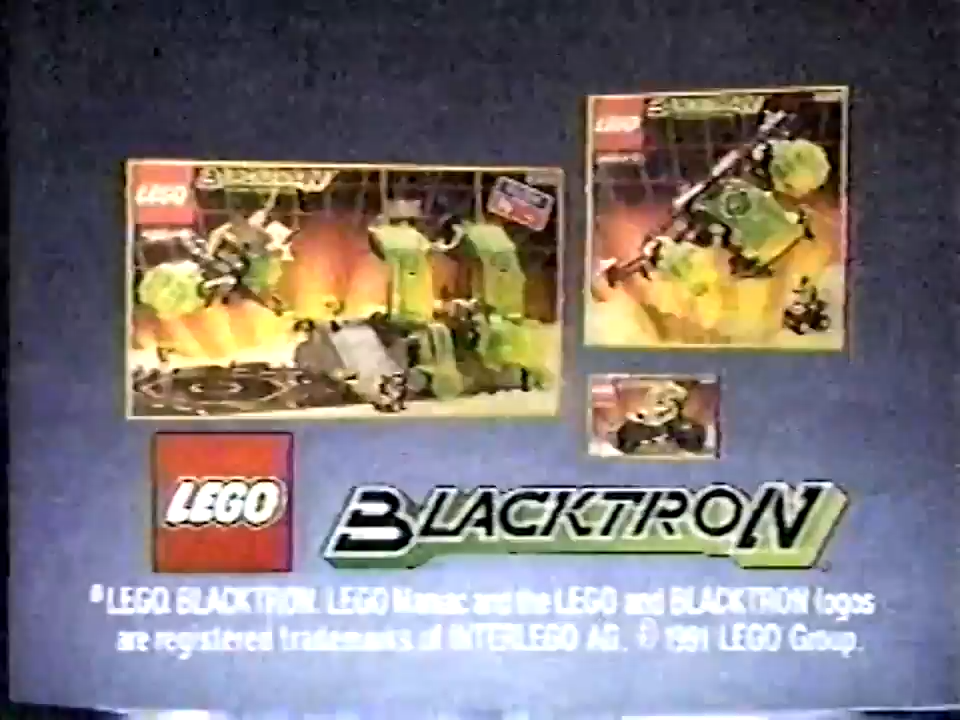 LEGO BLACKTRON
LEGO BLACKTRON
LEGO BLACKTRON
® LEGO. BLACKTRON. LEGO Maniac and the LEGO and BLACKTRON logos
are registered trademarks of INTERLEGO AG. © 1991 LEGO Group.